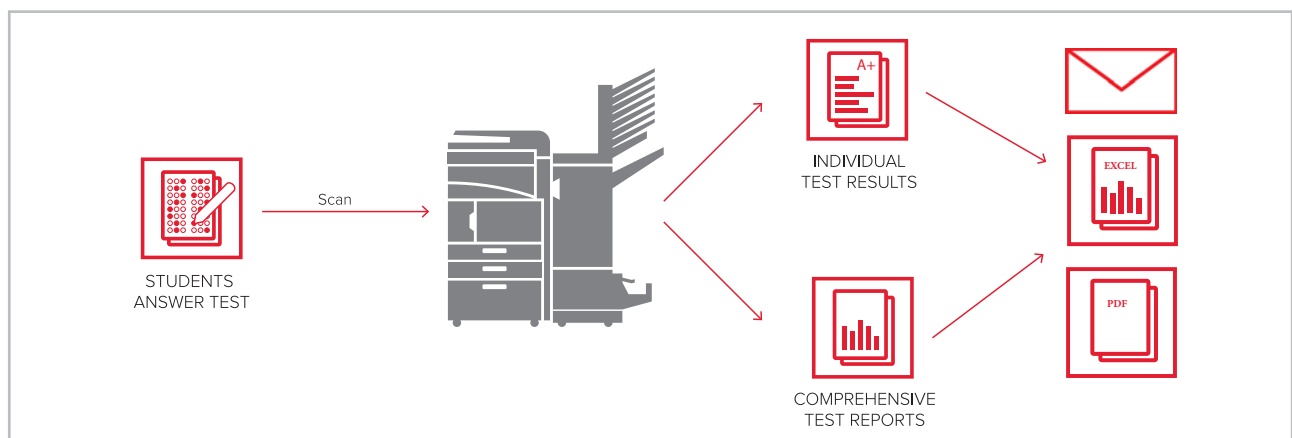 STUDENTS
ANSWER TEST
Scan
A+
INDIVIDUAL
TEST RESULTS
COMPREHENSIVE
TEST REPORTS
EXCEL
PDF